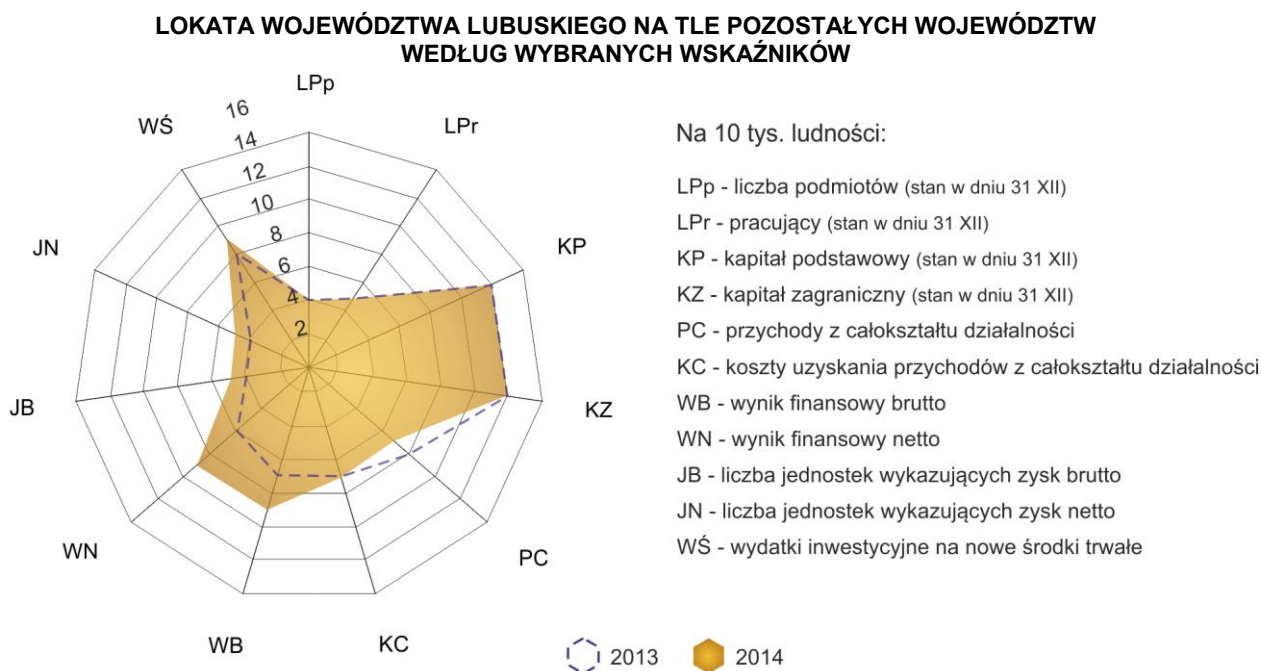 LOKATA WOJEWÓDZTWA LUBUSKIEGO NA TLE POZOSTAŁYCH WOJEWÓDZTW
WEDŁUG WYBRANYCH WSKAŹNIKÓW
LPp
LPr
KP
KZ
PC
KC
WB
WN
JB
JN
WŚ
16
14
12
10
8
6
4
2
Na 10 tys. ludności:
LPp - liczba podmiotów (stan w dniu 31 XII)
LPr - pracujący (stan w dniu 31 XII)
KP - kapitał podstawowy (stan w dniu 31 XII)
KZ - kapitał zagraniczny (stan w dniu 31 XII)
PC - przychody z całokształtu działalności
KC - koszty uzyskania przychodów z całokształtu działalności
WB - wynik finansowy brutto
WN - wynik finansowy netto
JB - liczba jednostek wykazujących zysk brutto
JN - liczba jednostek wykazujących zysk netto
WŚ - wydatki inwestycyjne na nowe środki trwałe
2013
2014